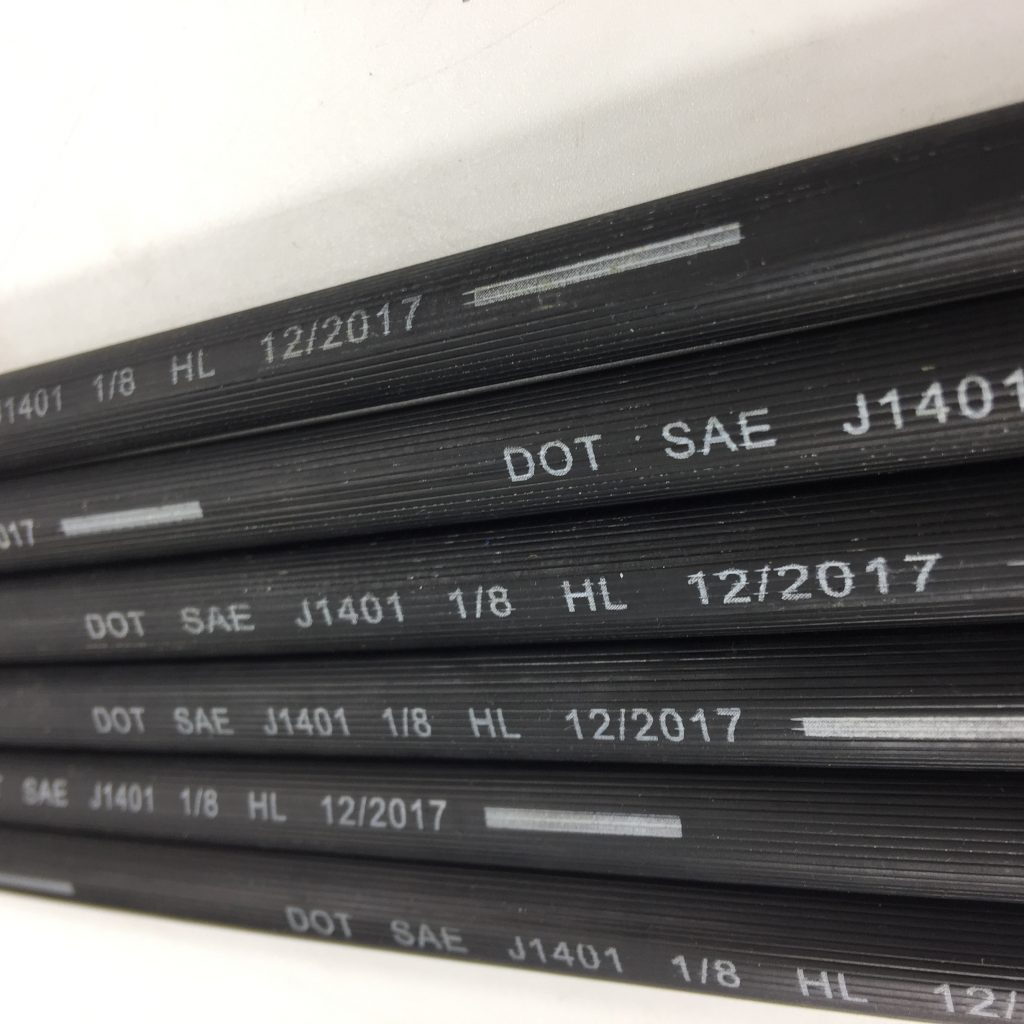 J1401 1/8 HL 12/2017
DOT SAE J1401
DOT SAE J1401 1/8 HL 12/2017
DOT SAE J1401 1/8 HL 12/2017
SAE J1401 1/8 HL 12/2017
DOT SAE J1401 1/8 HL 12/